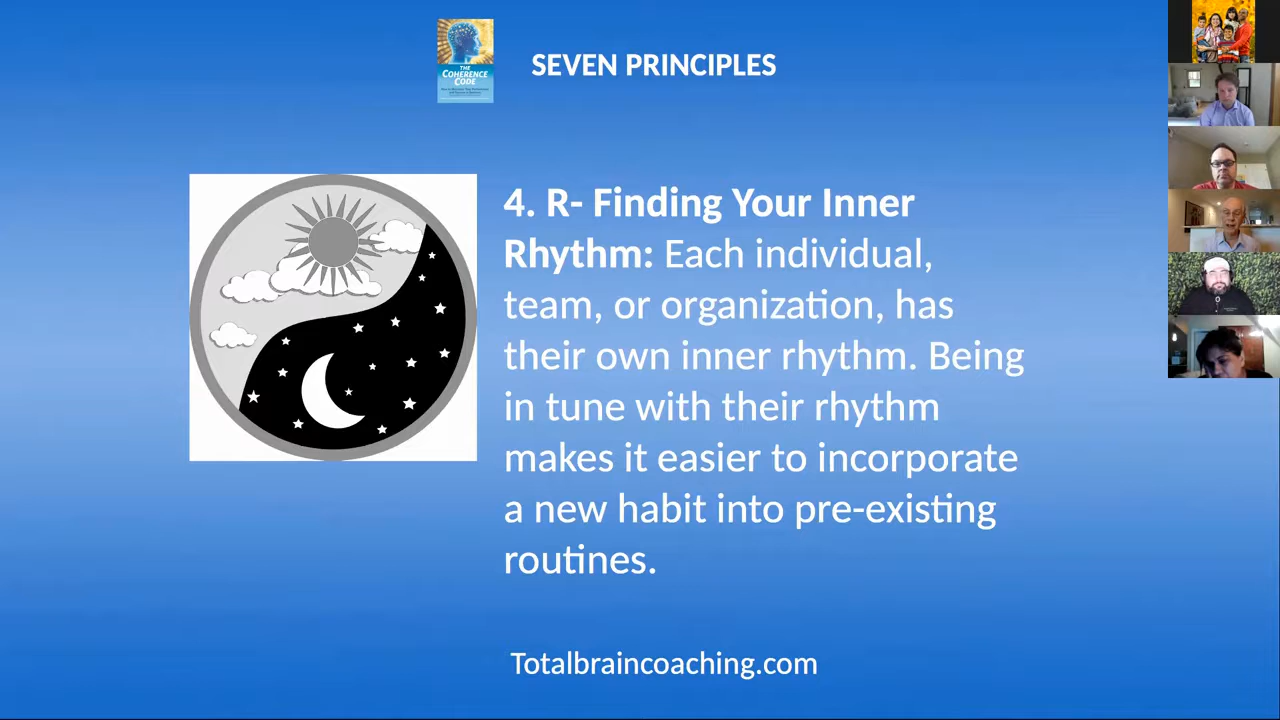 SEVEN PRINCIPLES
THE
COHERENCE
CODE
4. R- Finding Your Inner
Rhythm: Each individual,
team, or organization, has
their own inner rhythm. Being
in tune with their rhythm
makes it easier to incorporate
a new habit into pre-existing
routines.
Totalbraincoaching.com